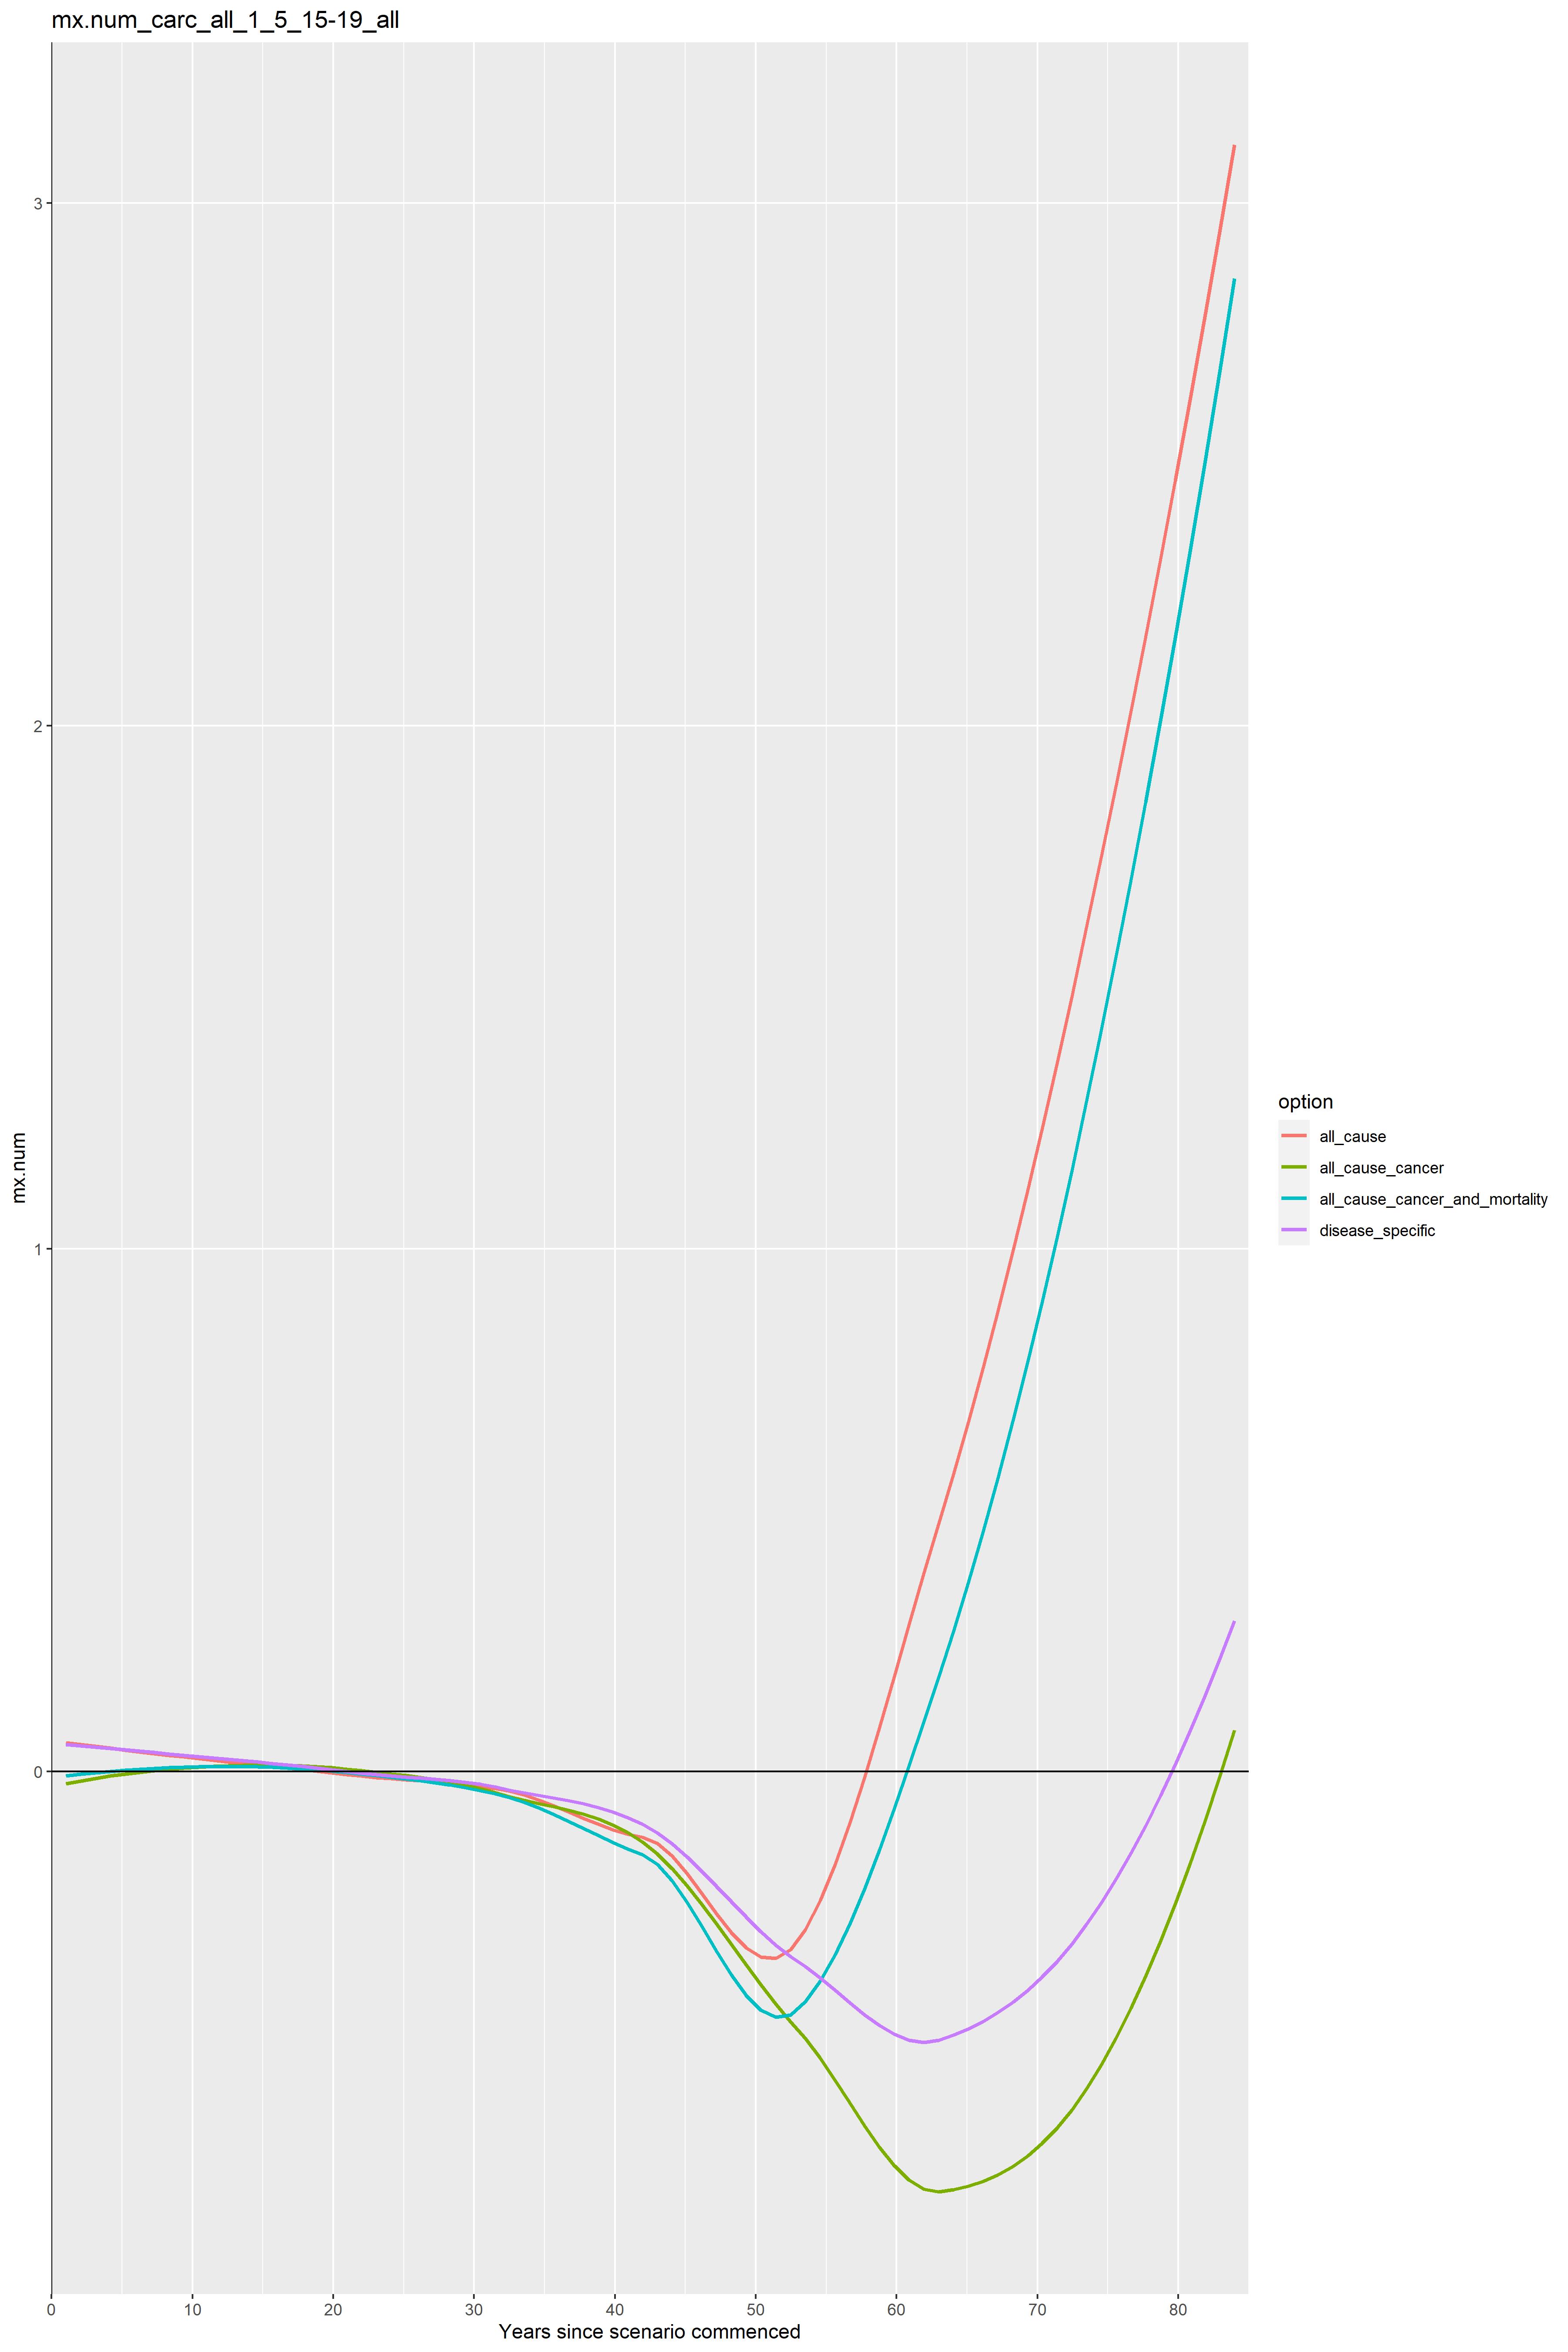 mx.num_carc_all_1_5_15-19_all
3
2
1
0
mx.num
0 10 20 30 40 50 60 70 80
Years since scenario commenced
option
all_cause
all_cause_cancer
all_cause_cancer_and_mortality
disease_specific